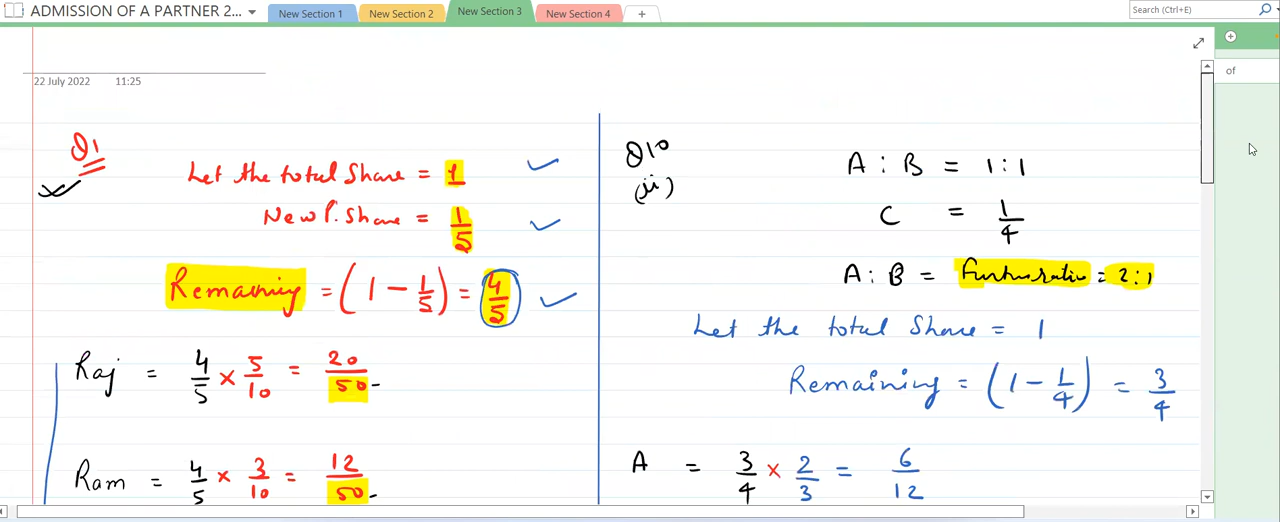 ADMISSION OF A PARTNER 2...
New Section 1
New Section 2
New Section 3
New Section 4
Search (Ctrl+E)
of
22 July 2022 11:25
Q1
Let the total Share = 1
New P. Share = 1/5
Remaining = (1 - 1/5) = 4/5
Raj = 4/5 × 5/10 = 20/50
Ram = 4/5 × 3/10 = 12/50
Q10
(ii)
A : B = 1 : 1
C = 1/4
A : B = Future ratio = 2 : 1
Let the total Share = 1
Remaining = (1 - 1/4) = 3/4
A = 3/4 × 2/3 = 6/12